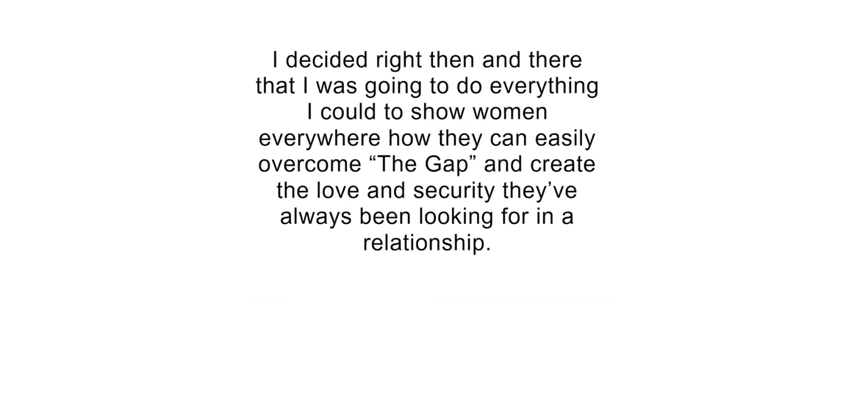 I decided right then and there
that I was going to do everything
I could to show women
everywhere how they can easily
overcome “The Gap” and create
the love and security they’ve
always been looking for in a
relationship.